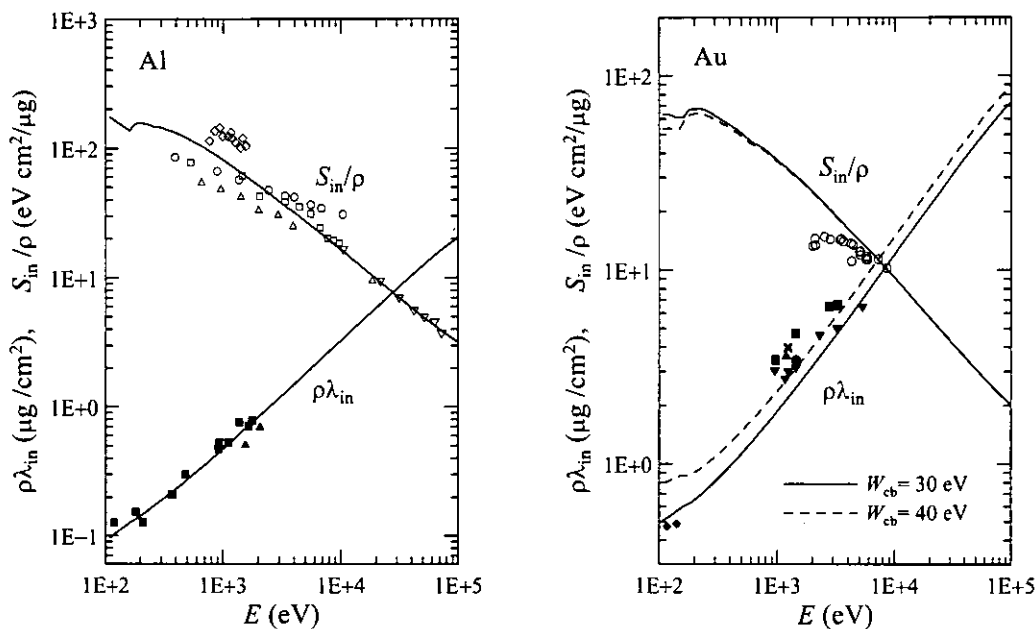 1E+3
Al
1E+2
S_in/ρ
1E+1
1E+0
ρλ_in
1E−1
1E+2 1E+3 1E+4 1E+5
E (eV)
ρλ_in (μg /cm²), S_in /ρ (eV cm²/μg)
Au
1E+2
S_in/ρ
1E+1
ρλ_in
1E+0
W_cb= 30 eV
W_cb= 40 eV
1E+2 1E+3 1E+4 1E+5
E (eV)
ρλ_in (μg /cm²), S_in /ρ (eV cm²/μg)